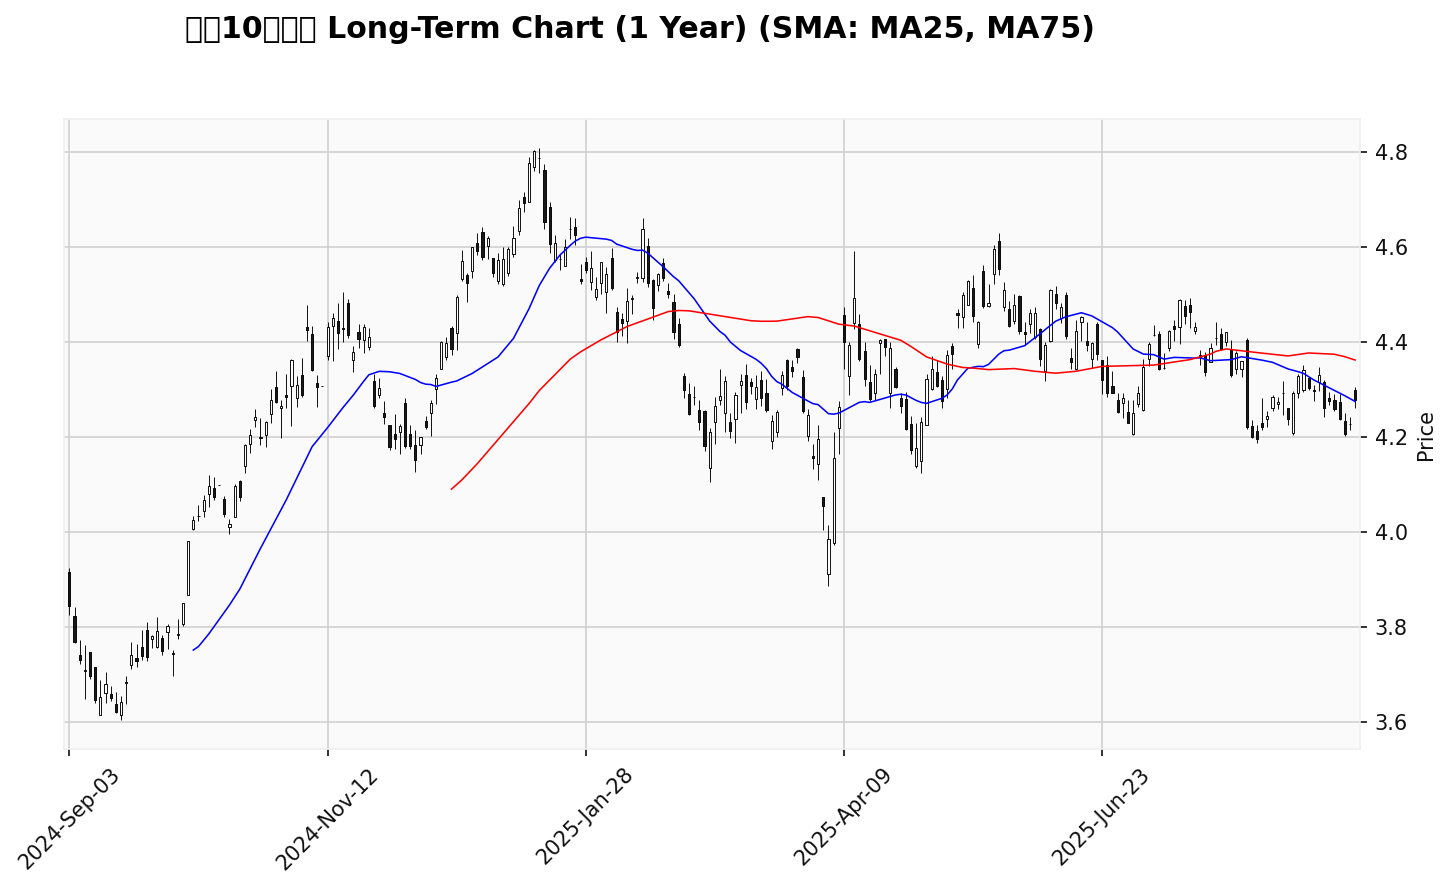 10 Long-Term Chart (1 Year) (SMA: MA25, MA75)
4.8
4.6
4.4
4.2
4.0
3.8
3.6
Price
2024-Sep-03
2024-Nov-12
2025-Jan-28
2025-Apr-09
2025-Jun-23